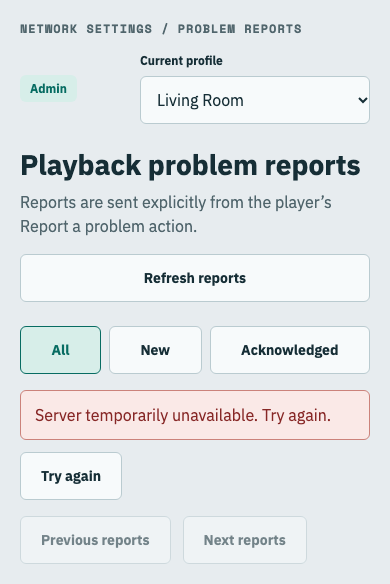 NETWORK SETTINGS / PROBLEM REPORTS
Current profile
Admin
Living Room
Playback problem reports
Reports are sent explicitly from the player’s
Report a problem action.
Refresh reports
All
New
Acknowledged
Server temporarily unavailable. Try again.
Try again
Previous reports
Next reports